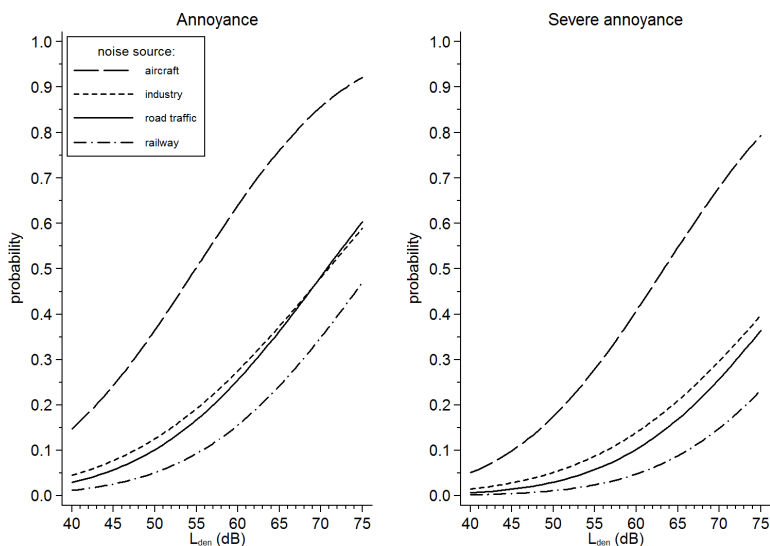 Annoyance
1.0
0.9
0.8
0.7
0.6
0.5
0.4
0.3
0.2
0.1
0.0
probability
noise source:
aircraft
industry
road traffic
railway
40 45 50 55 60 65 70 75
Lden (dB)
Severe annoyance
1.0
0.9
0.8
0.7
0.6
0.5
0.4
0.3
0.2
0.1
0.0
probability
40 45 50 55 60 65 70 75
Lden (dB)